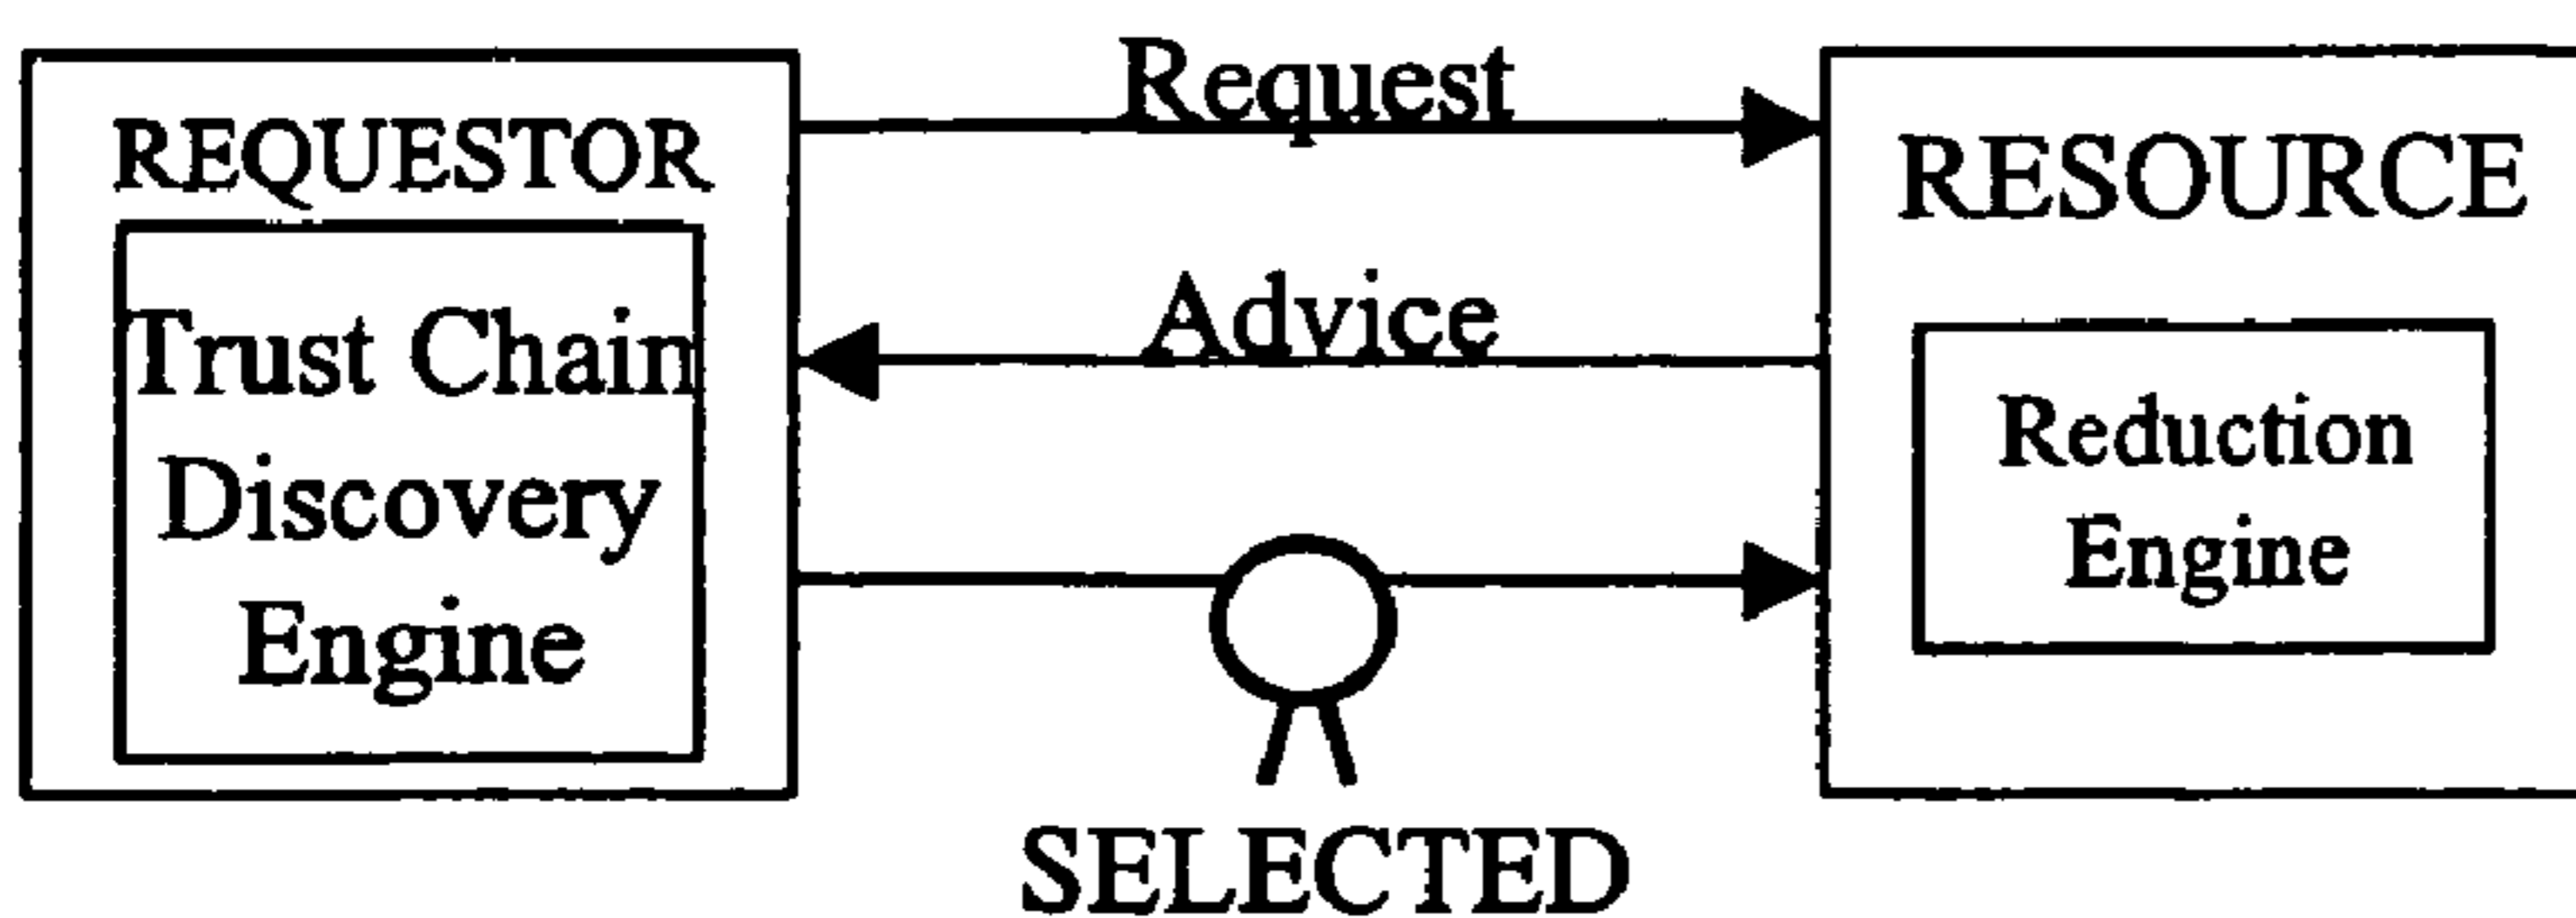 REQUESTOR
Trust Chain
Discovery
Engine
Request
Advice
SELECTED
RESOURCE
Reduction
Engine